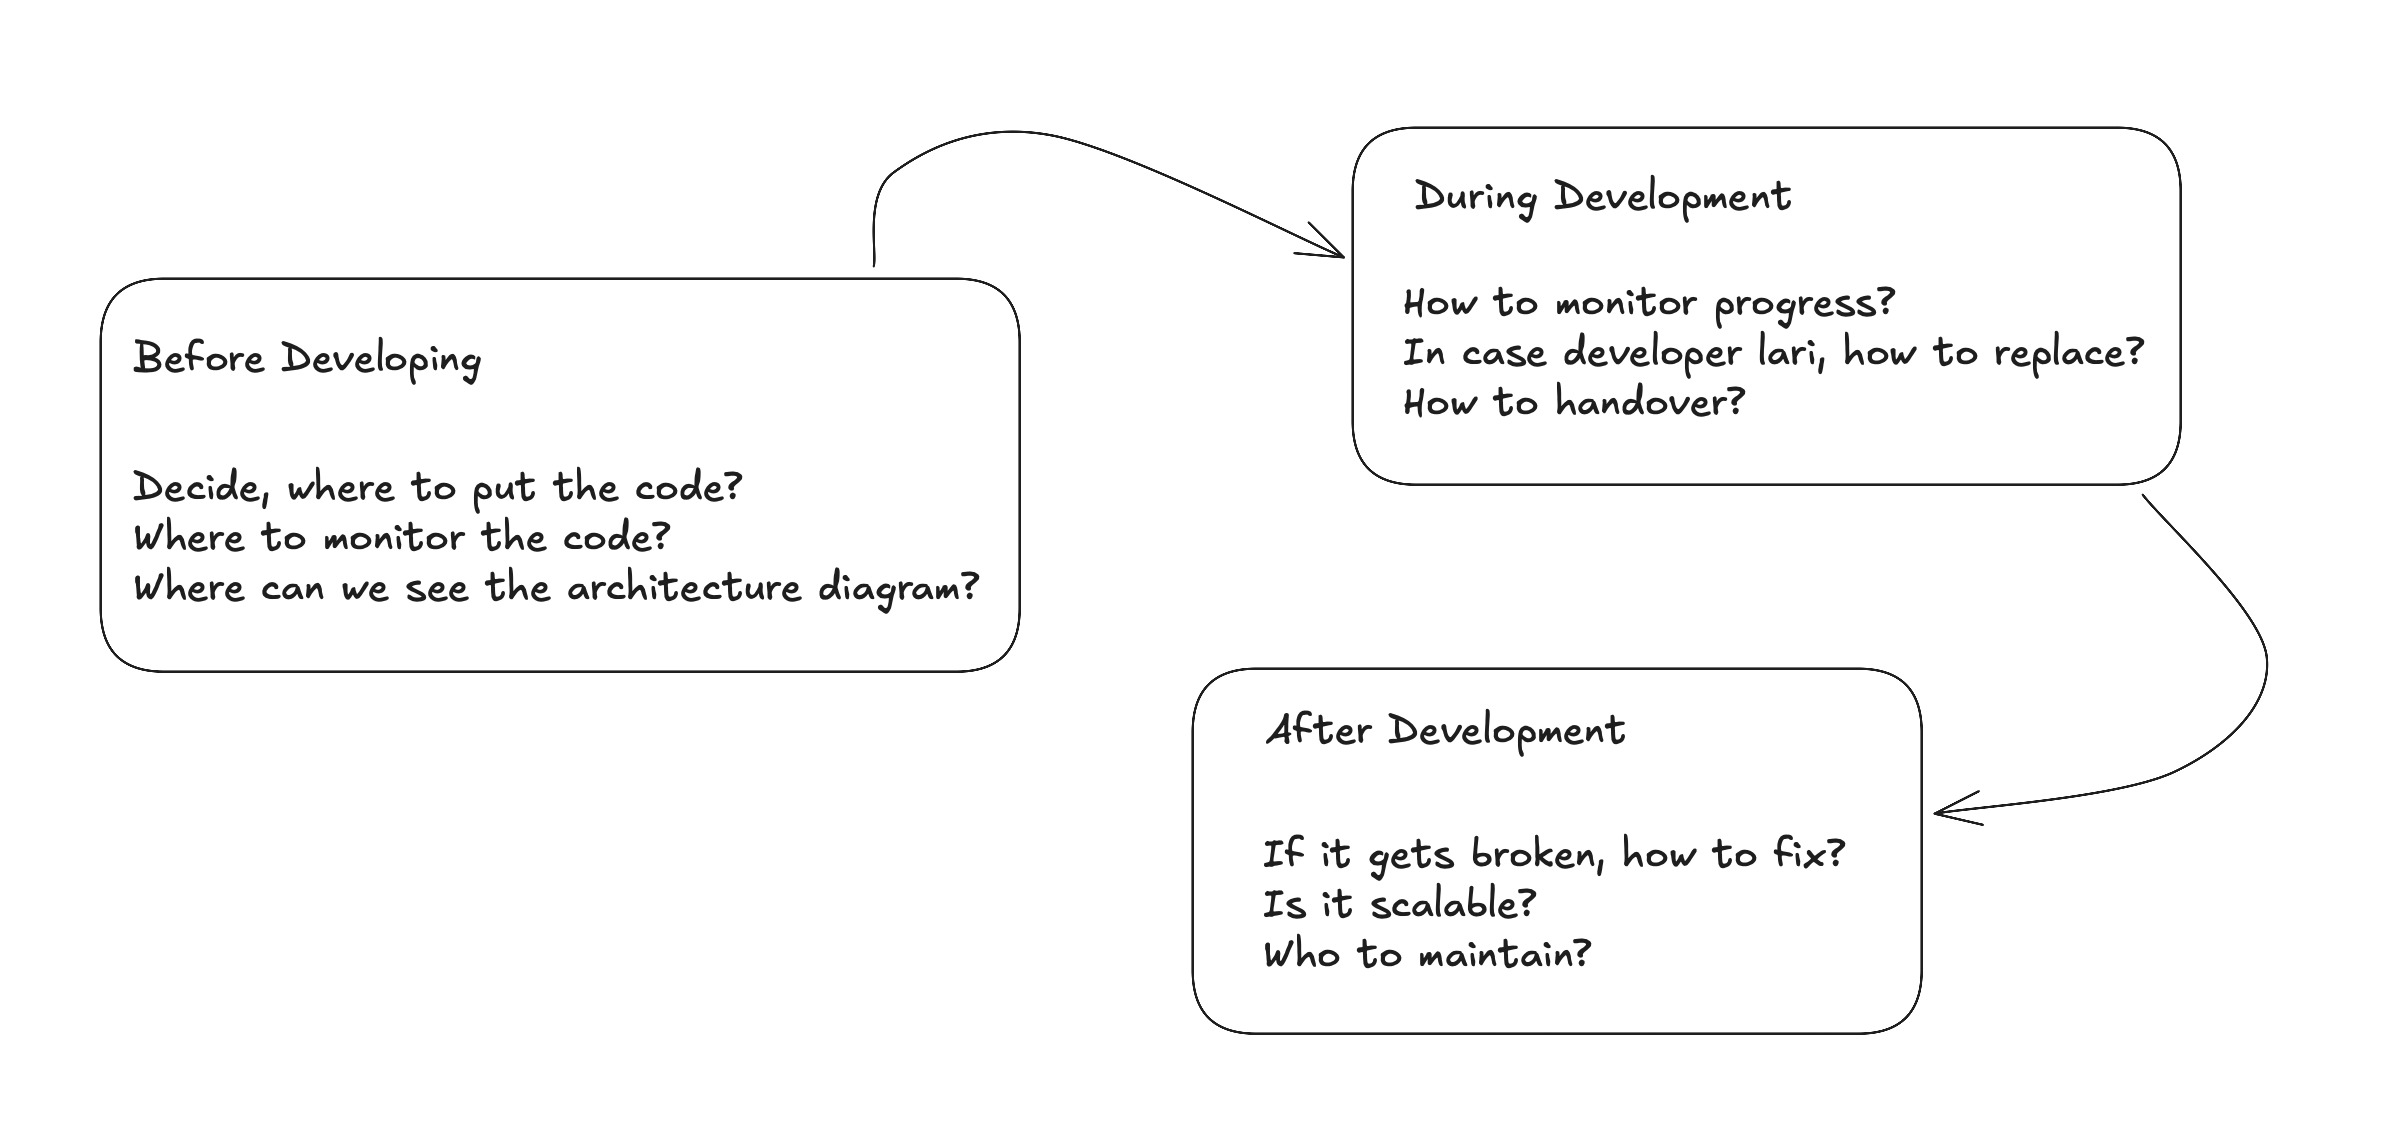 Before Developing
Decide, where to put the code?
Where to monitor the code?
Where can we see the architecture diagram?
During Development
How to monitor progress?
In case developer lari, how to replace?
How to handover?
After Development
If it gets broken, how to fix?
Is it scalable?
Who to maintain?